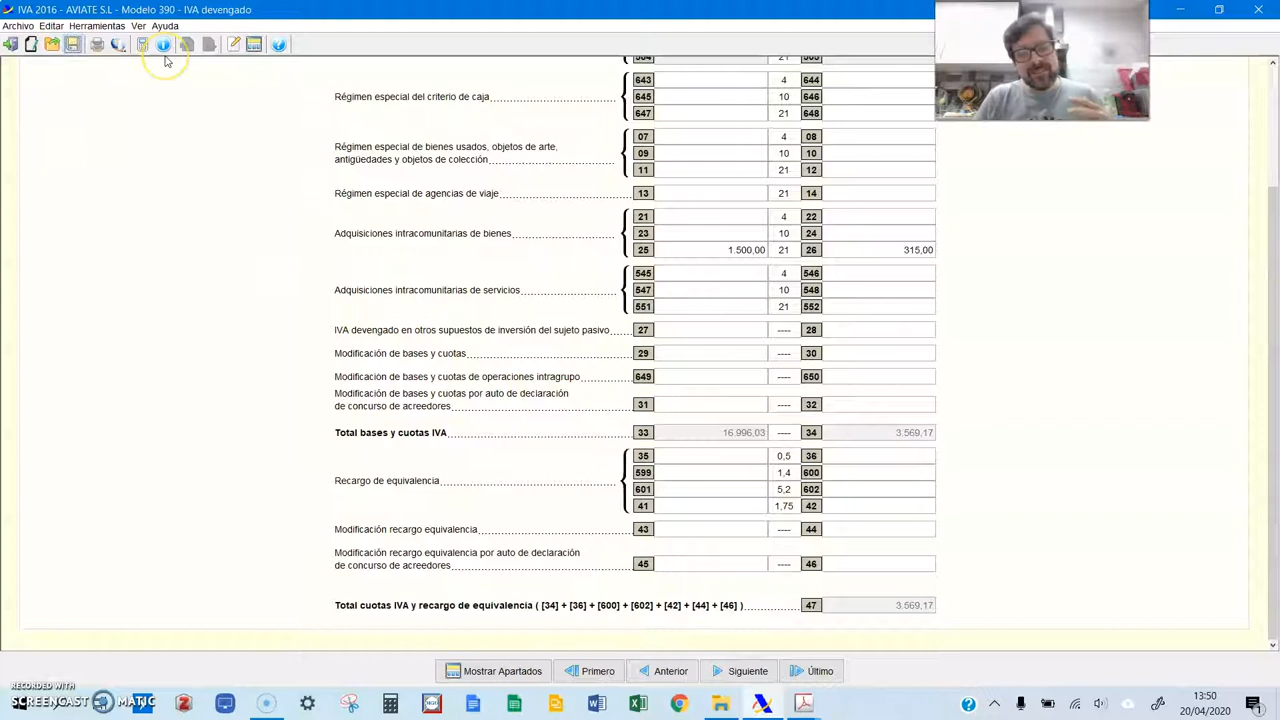 IVA 2016 - AVIATE S.L - Modelo 390 - IVA devengado
Archivo Editar Herramientas Ver Ayuda
21
643 4 644
Régimen especial del criterio de caja 645 10 646
647 21 648
07 4 08
Régimen especial de bienes usados, objetos de arte, antigüedades y objetos de colección 09 10 10
11 21 12
Régimen especial de agencias de viaje 13 21 14
21 4 22
Adquisiciones intracomunitarias de bienes 23 10 24
25 1.500,00 21 26 315,00
545 4 546
Adquisiciones intracomunitarias de servicios 547 10 548
551 21 552
IVA devengado en otros supuestos de inversión del sujeto pasivo 27 ---- 28
Modificación de bases y cuotas 29 ---- 30
Modificación de bases y cuotas de operaciones intragrupo 649 ---- 650
Modificación de bases y cuotas por auto de declaración
de concurso de acreedores 31 ---- 32
Total bases y cuotas IVA 33 16.996,03 ---- 34 3.569,17
35 0,5 36
599 1,4 600
Recargo de equivalencia 601 5,2 602
41 1,75 42
Modificación recargo equivalencia 43 ---- 44
Modificación recargo equivalencia por auto de declaración
de concurso de acreedores 45 ---- 46
Total cuotas IVA y recargo de equivalencia ( [34] + [36] + [600] + [602] + [42] + [44] + [46] ) 47 3.569,17
Mostrar Apartados Primero Anterior Siguiente Último
RECORDED WITH
SCREENCAST MATIC
13:50
20/04/2020